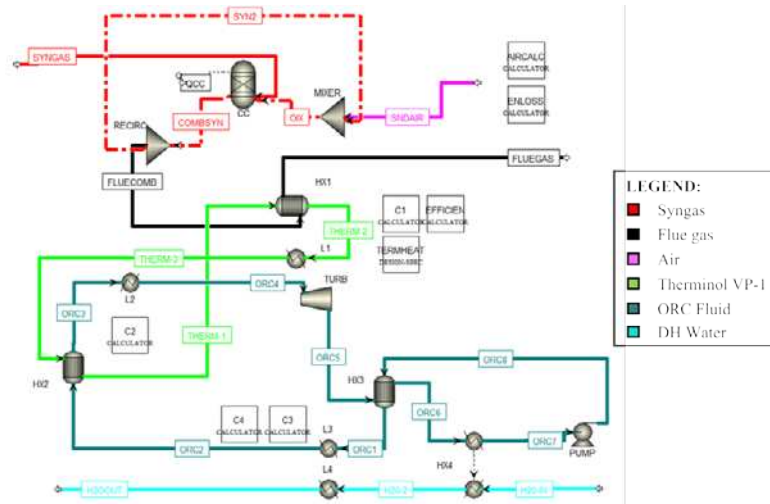 SYN2
SYNGAS
QCC
CC
MIXER
AIRCALC
CALCULATOR
ENLOSS
CALCULATOR
RECIRC
COMBSYN
OIX
SNDAIR
FLUECOMB
FLUEGAS
HX1
C1
CALCULATOR
EFFICIEN
CALCULATOR
TERMHEAT
DESIGN-SPEC
THERM-2
THERM-3
L1
L2
ORC4
TURB
ORC3
C2
CALCULATOR
THERM-1
HX2
ORC5
HX3
ORC8
ORC6
ORC7
PUMP
C4
CALCULATOR
C3
CALCULATOR
L3
ORC2
ORC1
L4
HX4
H2OOUT
H2O-2
H2O-IN
LEGEND:
Syngas
Flue gas
Air
Therminol VP-1
ORC Fluid
DH Water